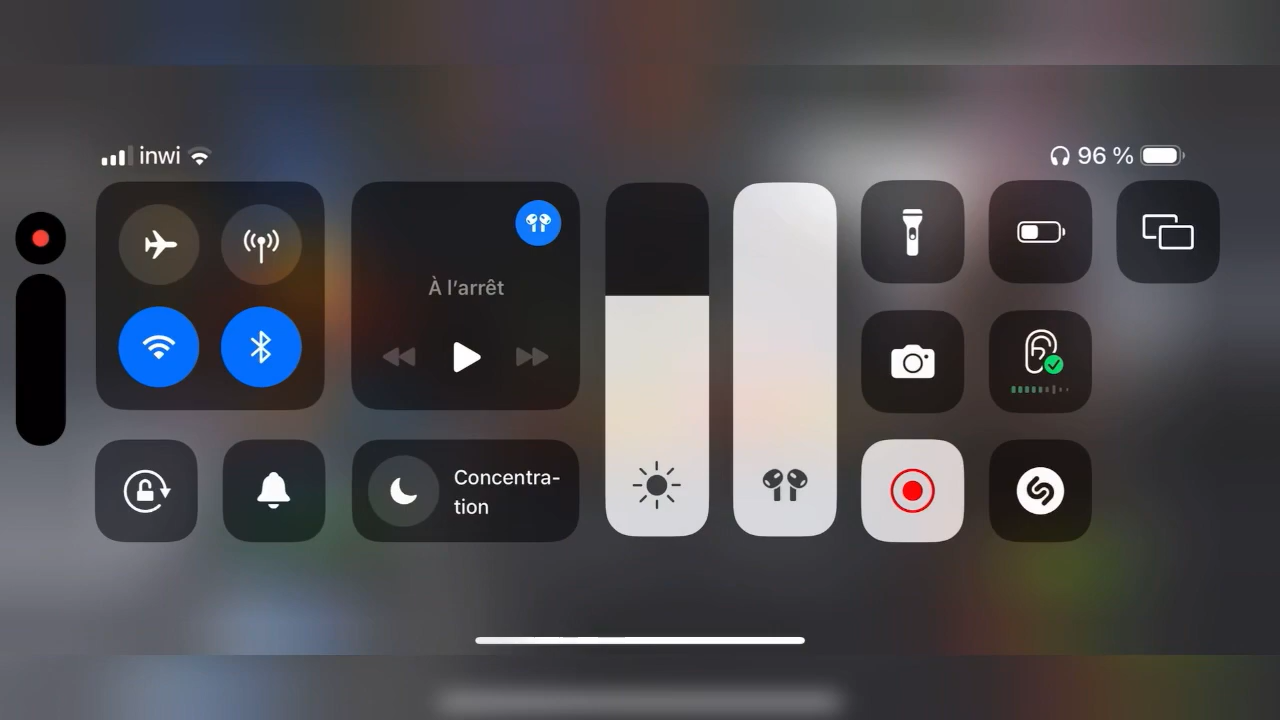 inwi
96 %
À l’arrêt
Concentra-
tion